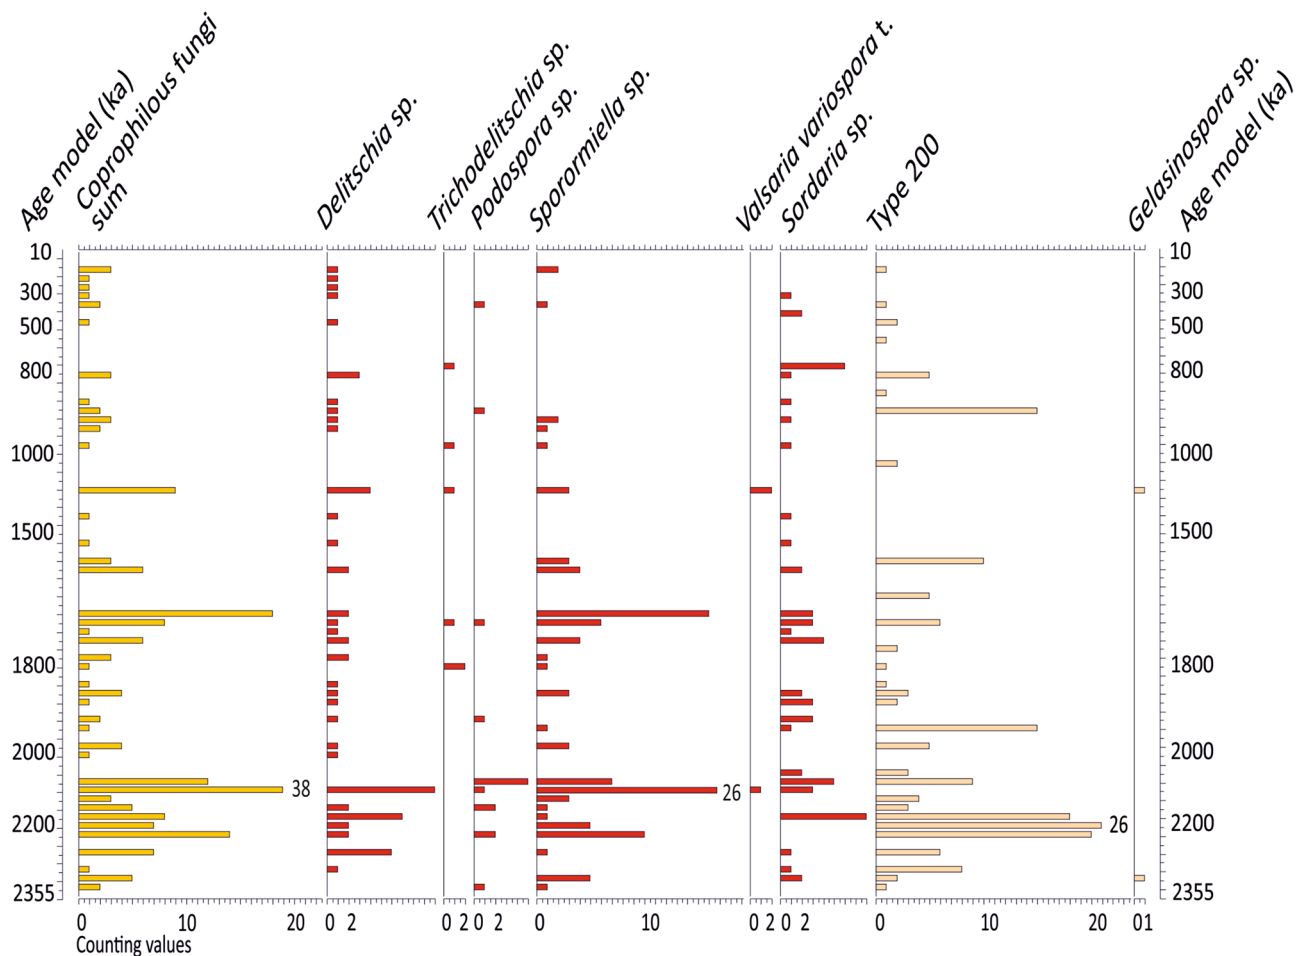 Age model (ka)
Coprophilous fungi
sum
Delitschia sp.
Trichodelitschia sp.
Podospora sp.
Sporormiella sp.
Valsaria variospora t.
Sordaria sp.
Type 200
Gelasinospora sp.
Age model (ka)
10 10
300 300
500 500
800 800
1000 1000
1500 1500
1800 1800
2000 2000
38 26
2200 26 2200
2355 2355
0 10 20 0 2 0 2 0 2 0 10 0 2 0 2 0 10 20 0 1
Counting values